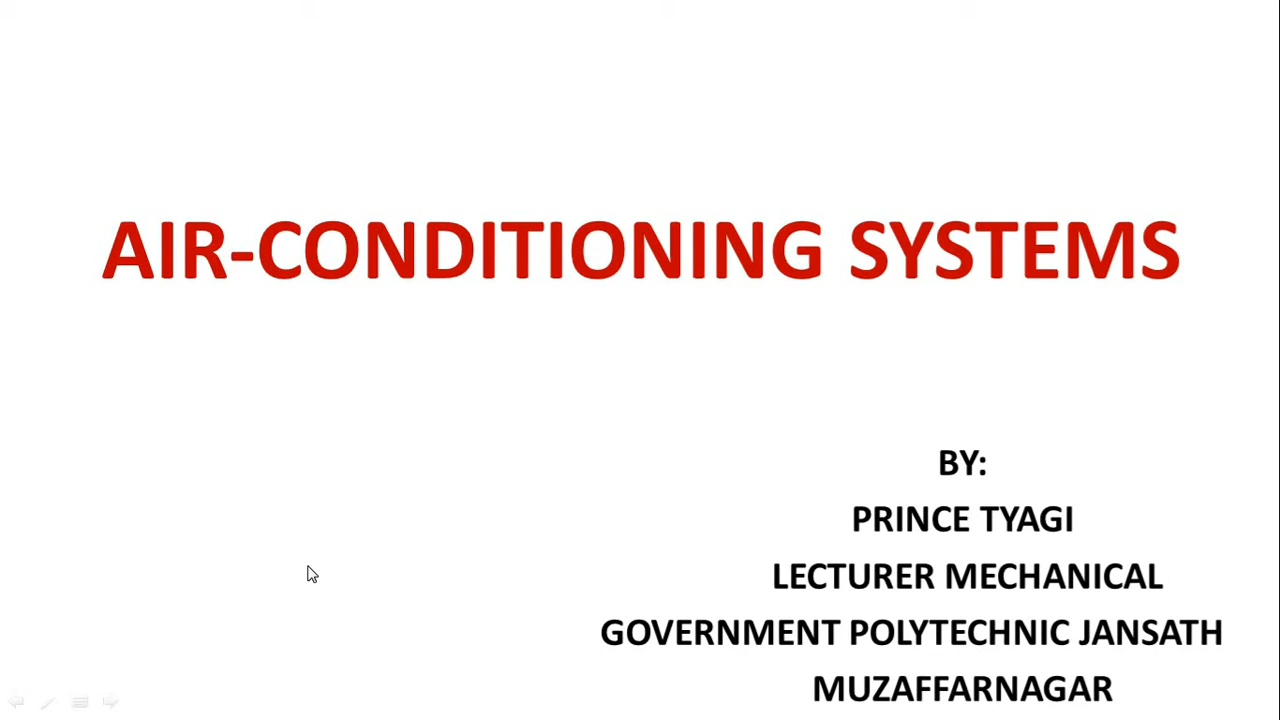 AIR-CONDITIONING SYSTEMS
BY:
PRINCE TYAGI
LECTURER MECHANICAL
GOVERNMENT POLYTECHNIC JANSATH
MUZAFFARNAGAR